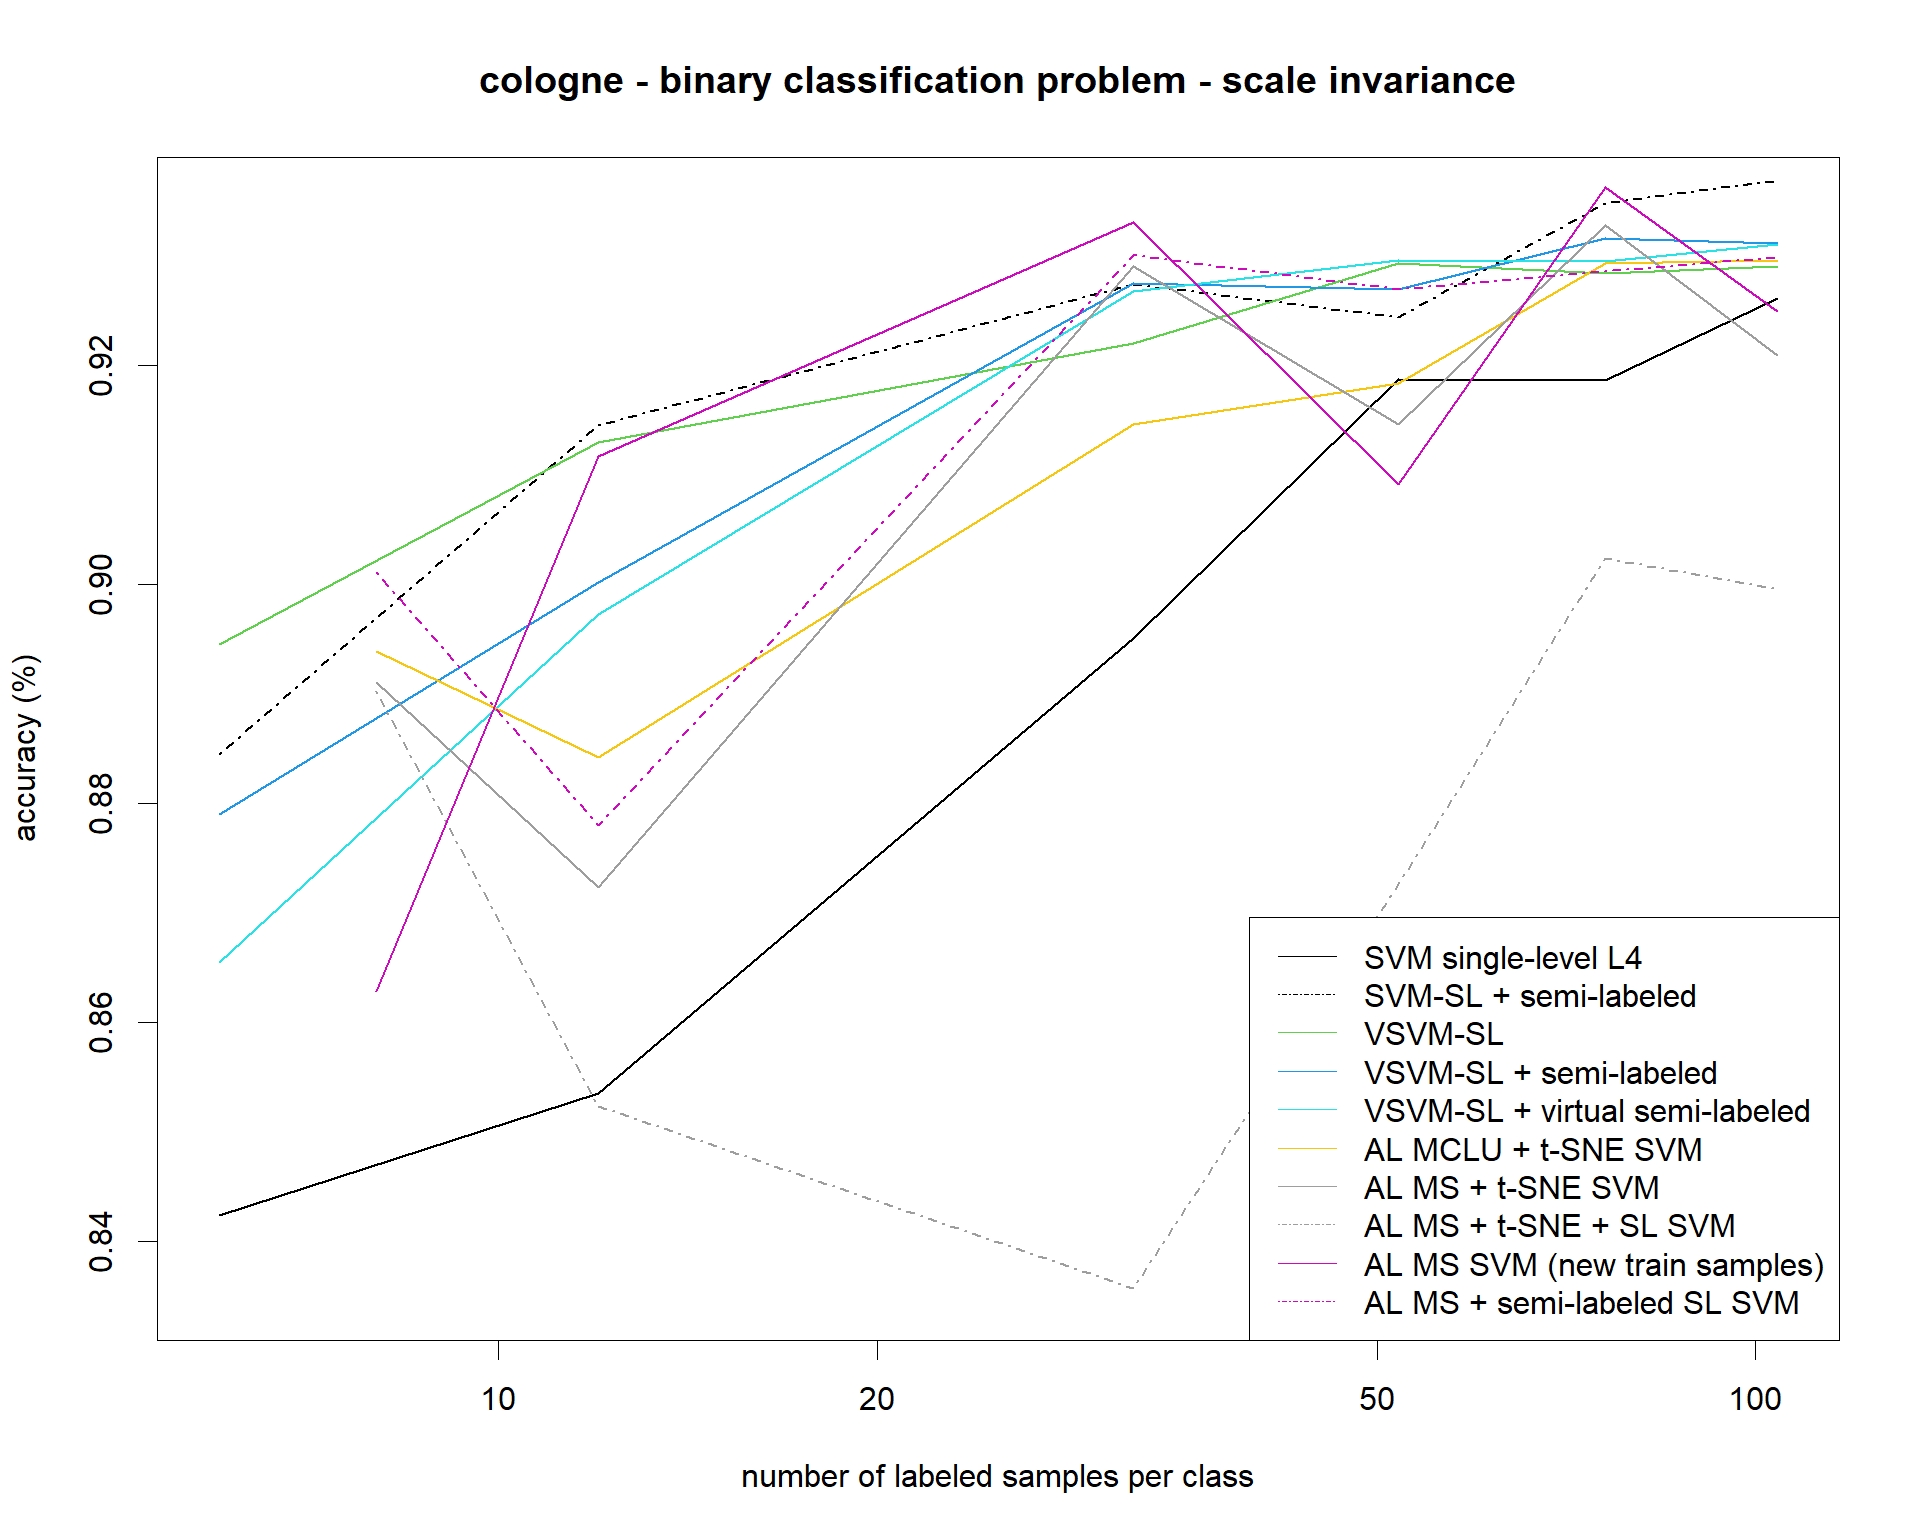 cologne - binary classification problem - scale invariance
accuracy (%)
0.92
0.90
0.88
0.86
0.84
SVM single-level L4
SVM-SL + semi-labeled
VSVM-SL
VSVM-SL + semi-labeled
VSVM-SL + virtual semi-labeled
AL MCLU + t-SNE SVM
AL MS + t-SNE SVM
AL MS + t-SNE + SL SVM
AL MS SVM (new train samples)
AL MS + semi-labeled SL SVM
10 20 50 100
number of labeled samples per class